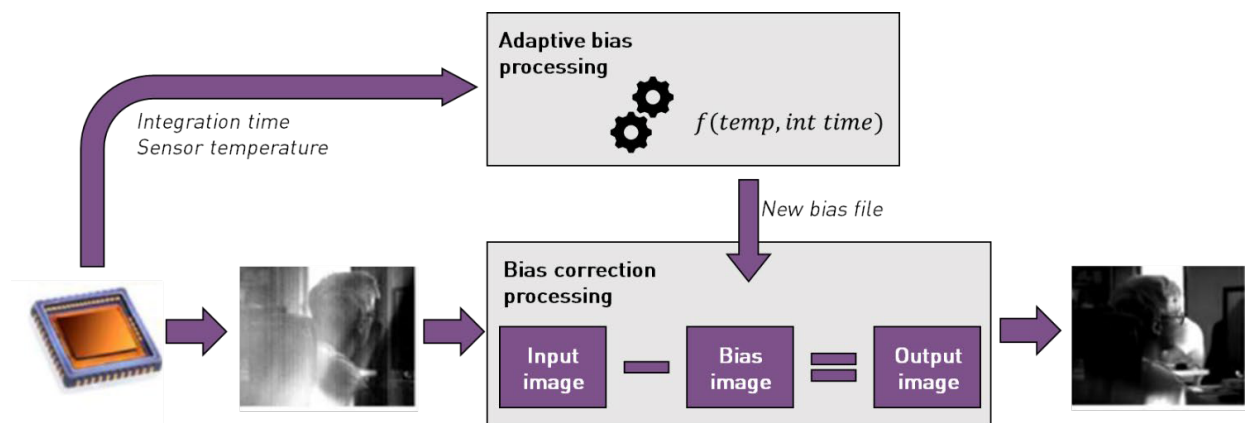 Adaptive bias
processing
f(temp, int time)
Integration time
Sensor temperature
New bias file
Bias correction
processing
Input
image
Bias
image
Output
image